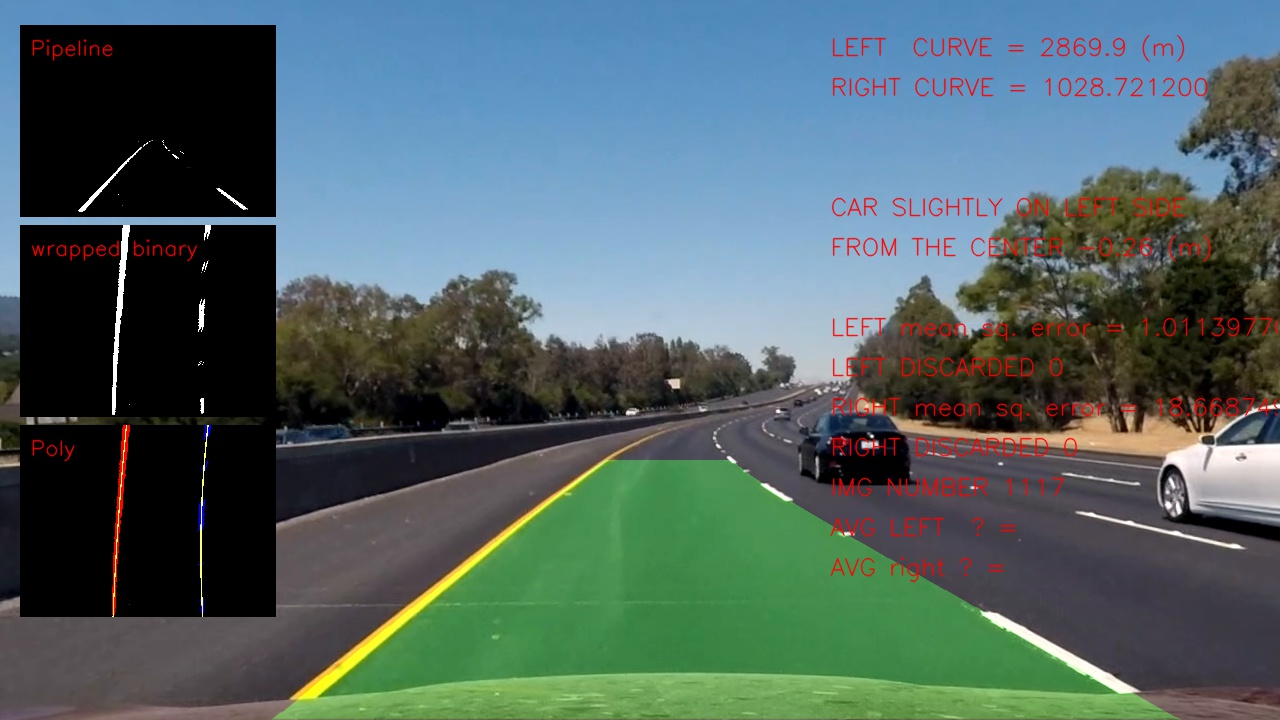 Pipeline
wrapped binary
Poly
LEFT CURVE = 2869.9 (m)
RIGHT CURVE = 1028.721200
CAR SLIGHTLY ON LEFT SIDE
FROM THE CENTER -0.26 (m)
LEFT mean sq. error = 1.0113977
LEFT DISCARDED 0
RIGHT mean sq. error = 18.66874
RIGHT DISCARDED 0
IMG NUMBER 1117
AVG LEFT ? =
AVG right ? =